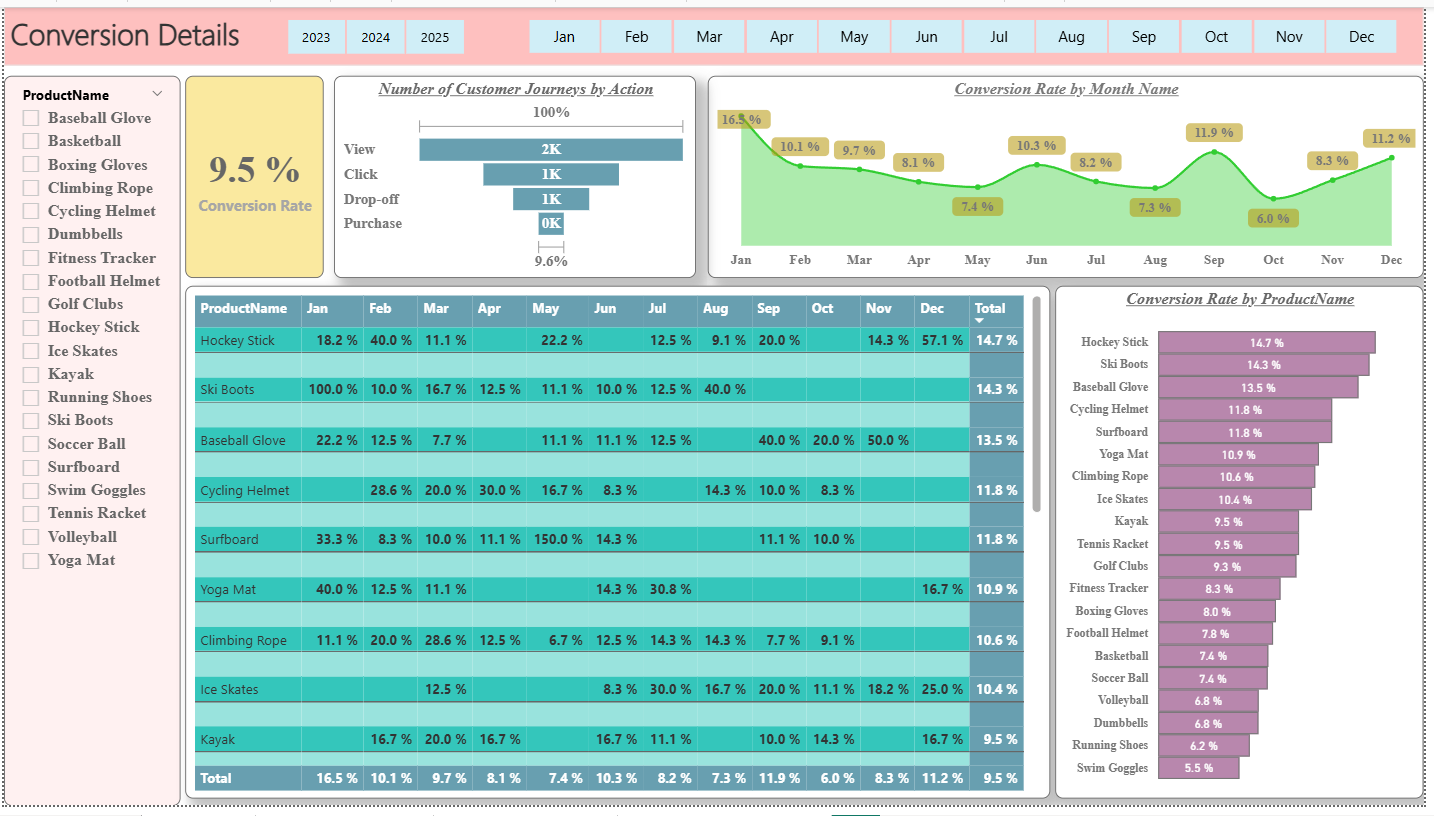 Conversion Details
2023 2024 2025
Jan Feb Mar Apr May Jun Jul Aug Sep Oct Nov Dec
ProductName
Baseball Glove
Basketball
Boxing Gloves
Climbing Rope
Cycling Helmet
Dumbbells
Fitness Tracker
Football Helmet
Golf Clubs
Hockey Stick
Ice Skates
Kayak
Running Shoes
Ski Boots
Soccer Ball
Surfboard
Swim Goggles
Tennis Racket
Volleyball
Yoga Mat
9.5 %
Conversion Rate
Number of Customer Journeys by Action
100%
View 2K
Click 1K
Drop-off 1K
Purchase 0K
9.6%
Conversion Rate by Month Name
16.5 % 10.1 % 9.7 % 8.1 % 7.4 % 10.3 % 8.2 % 7.3 % 11.9 % 6.0 % 8.3 % 11.2 %
Jan Feb Mar Apr May Jun Jul Aug Sep Oct Nov Dec
ProductName Jan Feb Mar Apr May Jun Jul Aug Sep Oct Nov Dec Total
Hockey Stick 18.2 % 40.0 % 11.1 % 22.2 % 12.5 % 9.1 % 20.0 % 14.3 % 57.1 % 14.7 %
Ski Boots 100.0 % 10.0 % 16.7 % 12.5 % 11.1 % 10.0 % 12.5 % 40.0 % 14.3 %
Baseball Glove 22.2 % 12.5 % 7.7 % 11.1 % 11.1 % 12.5 % 40.0 % 20.0 % 50.0 % 13.5 %
Cycling Helmet 28.6 % 20.0 % 30.0 % 16.7 % 8.3 % 14.3 % 10.0 % 8.3 % 11.8 %
Surfboard 33.3 % 8.3 % 10.0 % 11.1 % 150.0 % 14.3 % 11.1 % 10.0 % 11.8 %
Yoga Mat 40.0 % 12.5 % 11.1 % 14.3 % 30.8 % 16.7 % 10.9 %
Climbing Rope 11.1 % 20.0 % 28.6 % 12.5 % 6.7 % 12.5 % 14.3 % 14.3 % 7.7 % 9.1 % 10.6 %
Ice Skates 12.5 % 8.3 % 30.0 % 16.7 % 20.0 % 11.1 % 18.2 % 25.0 % 10.4 %
Kayak 16.7 % 20.0 % 16.7 % 16.7 % 11.1 % 10.0 % 14.3 % 16.7 % 9.5 %
Total 16.5 % 10.1 % 9.7 % 8.1 % 7.4 % 10.3 % 8.2 % 7.3 % 11.9 % 6.0 % 8.3 % 11.2 % 9.5 %
Conversion Rate by ProductName
Hockey Stick 14.7 %
Ski Boots 14.3 %
Baseball Glove 13.5 %
Cycling Helmet 11.8 %
Surfboard 11.8 %
Yoga Mat 10.9 %
Climbing Rope 10.6 %
Ice Skates 10.4 %
Kayak 9.5 %
Tennis Racket 9.5 %
Golf Clubs 9.3 %
Fitness Tracker 8.3 %
Boxing Gloves 8.0 %
Football Helmet 7.8 %
Basketball 7.4 %
Soccer Ball 7.4 %
Volleyball 6.8 %
Dumbbells 6.8 %
Running Shoes 6.2 %
Swim Goggles 5.5 %